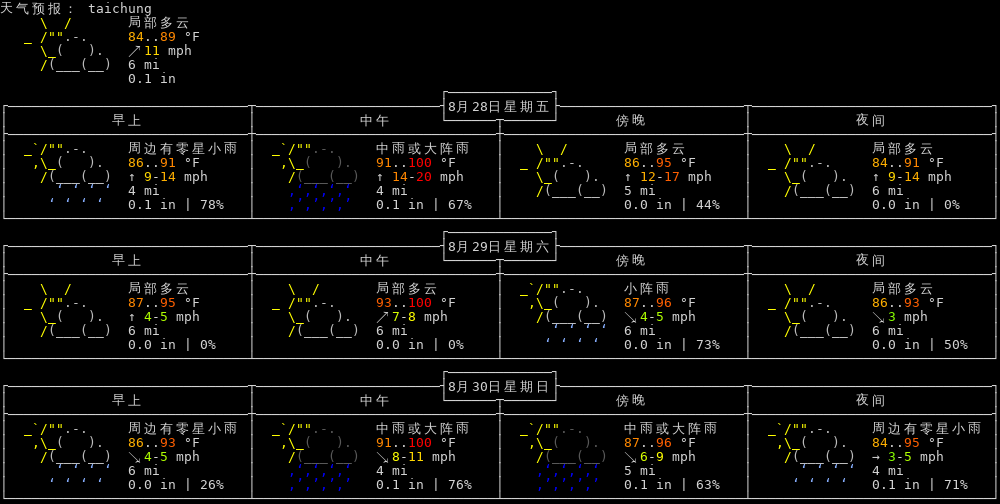 天气预报： taichung
局部多云
84..89 °F
↗ 11 mph
6 mi
0.1 in
8月28日星期五
早上 中午 傍晚 夜间
周边有零星小雨 中雨或大阵雨 局部多云 局部多云
86..91 °F 91..100 °F 86..95 °F 84..91 °F
↑ 9-14 mph ↑ 14-20 mph ↑ 12-17 mph ↑ 9-14 mph
4 mi 4 mi 5 mi 6 mi
0.1 in | 78% 0.1 in | 67% 0.0 in | 44% 0.0 in | 0%
8月29日星期六
早上 中午 傍晚 夜间
局部多云 局部多云 小阵雨 局部多云
87..95 °F 93..100 °F 87..96 °F 86..93 °F
↑ 4-5 mph ↗ 7-8 mph ↘ 4-5 mph ↘ 3 mph
6 mi 6 mi 6 mi 6 mi
0.0 in | 0% 0.0 in | 0% 0.0 in | 73% 0.0 in | 50%
8月30日星期日
早上 中午 傍晚 夜间
周边有零星小雨 中雨或大阵雨 中雨或大阵雨 周边有零星小雨
86..93 °F 91..100 °F 87..96 °F 84..95 °F
↘ 4-5 mph ↘ 8-11 mph ↘ 6-9 mph → 3-5 mph
6 mi 4 mi 5 mi 4 mi
0.0 in | 26% 0.1 in | 76% 0.1 in | 63% 0.1 in | 71%